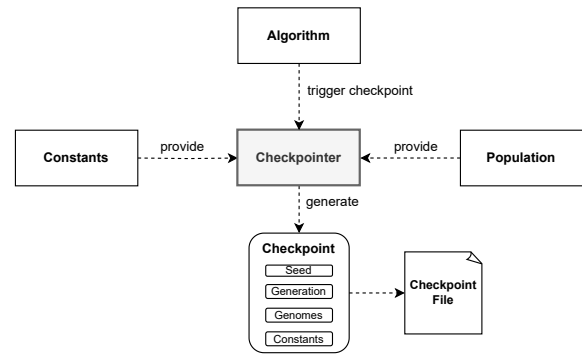 Algorithm
trigger checkpoint
Constants
provide
Checkpointer
provide
Population
generate
Checkpoint
Seed
Generation
Genomes
Constants
Checkpoint
File